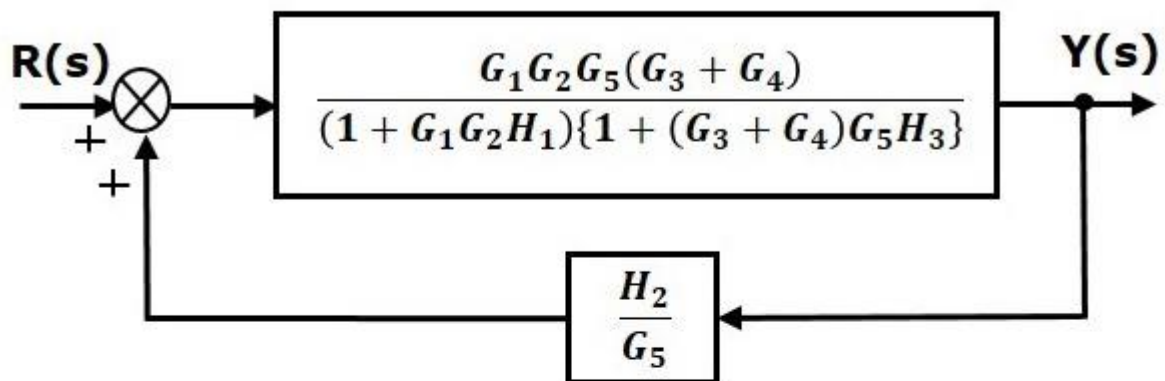 R(s)
Y(s)
G₁G₂G₅(G₃ + G₄)
(1 + G₁G₂H₁){1 + (G₃ + G₄)G₅H₃}
+
+
H₂
G₅